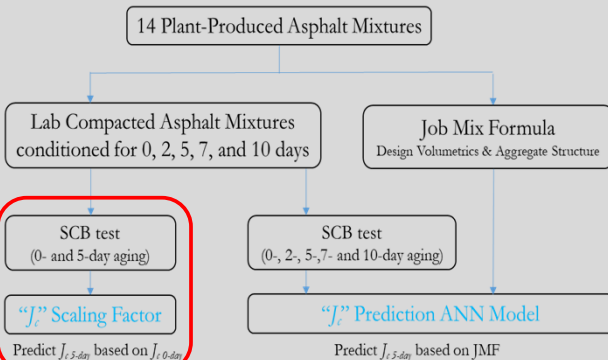 14 Plant-Produced Asphalt Mixtures
Lab Compacted Asphalt Mixtures
conditioned for 0, 2, 5, 7, and 10 days
Job Mix Formula
Design Volumetrics & Aggregate Structure
SCB test
(0- and 5-day aging)
SCB test
(0-, 2-, 5-,7- and 10-day aging)
“Jc” Scaling Factor
“Jc” Prediction ANN Model
Predict Jc 5-day based on Jc 0-day
Predict Jc 5-day based on JMF